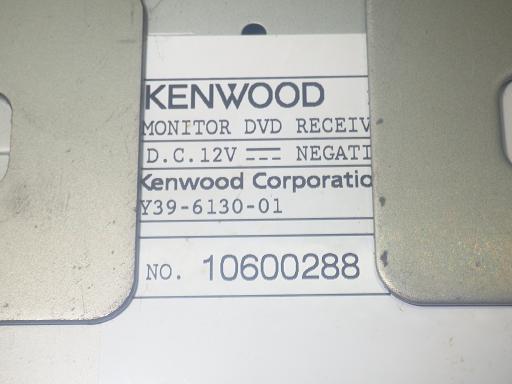 KENWOOD
MONITOR DVD RECEIV
D.C.12V ⎓ NEGATI
Kenwood Corporatio
Y39-6130-01
NO. 10600288